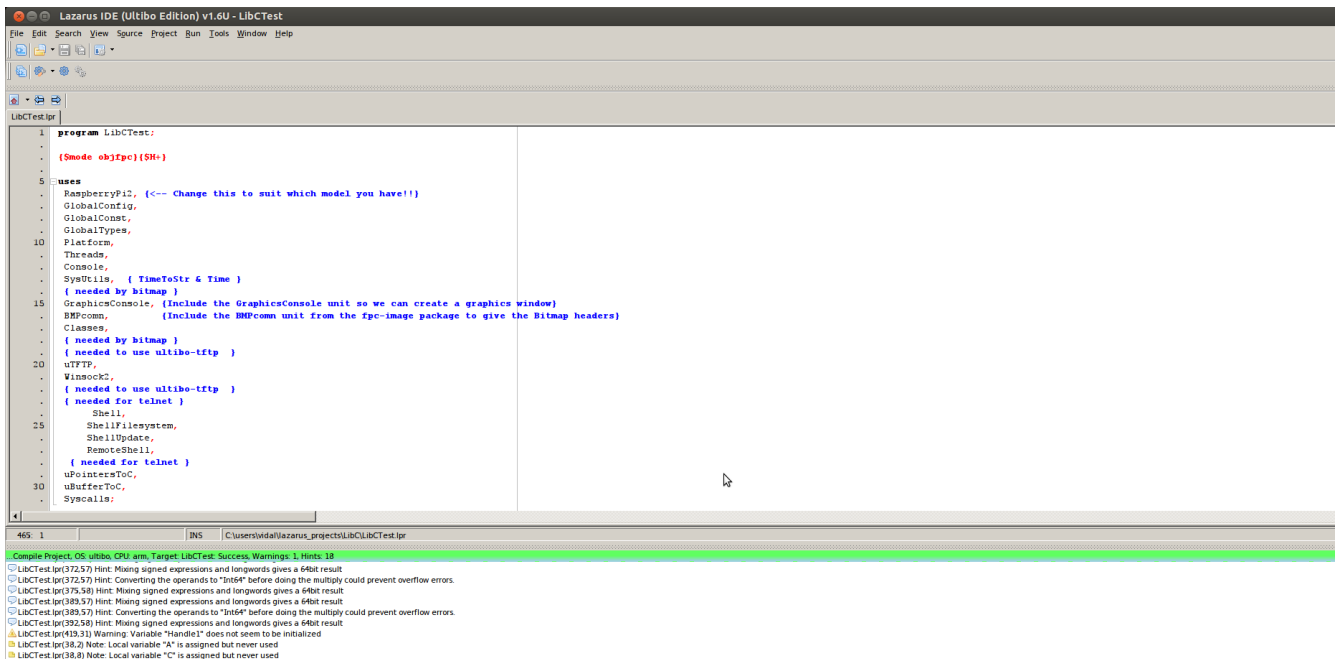 Lazarus IDE (Ultibo Edition) v1.6U - LibCTest
File Edit Search View Source Project Run Tools Window Help
LibCTest.lpr
1 program LibCTest;
.
. {$mode objfpc}{$H+}
.
5 uses
. RaspberryPi2, {<-- Change this to suit which model you have!!}
. GlobalConfig,
. GlobalConst,
. GlobalTypes,
10 Platform,
. Threads,
. Console,
. SysUtils, { TimeToStr & Time }
. { needed by bitmap }
15 GraphicsConsole, {Include the GraphicsConsole unit so we can create a graphics window}
. BMPcomn, {Include the BMPcomn unit from the fpc-image package to give the Bitmap headers}
. Classes,
. { needed by bitmap }
. { needed to use ultibo-tftp }
20 uTFTP,
. Winsock2,
. { needed to use ultibo-tftp }
. { needed for telnet }
. Shell,
25 ShellFilesystem,
. ShellUpdate,
. RemoteShell,
. { needed for telnet }
. uPointersToC,
30 uBufferToC,
. Syscalls;
465: 1 INS C:\users\vidal\lazarus_projects\LibC\LibCTest.lpr
Compile Project, OS: ultibo, CPU: arm, Target: LibCTest: Success, Warnings: 1, Hints: 18
LibCTest.lpr(372,57) Hint: Mixing signed expressions and longwords gives a 64bit result
LibCTest.lpr(372,57) Hint: Converting the operands to "Int64" before doing the multiply could prevent overflow errors.
LibCTest.lpr(375,58) Hint: Mixing signed expressions and longwords gives a 64bit result
LibCTest.lpr(389,57) Hint: Mixing signed expressions and longwords gives a 64bit result
LibCTest.lpr(389,57) Hint: Converting the operands to "Int64" before doing the multiply could prevent overflow errors.
LibCTest.lpr(392,58) Hint: Mixing signed expressions and longwords gives a 64bit result
LibCTest.lpr(419,31) Warning: Variable "Handle1" does not seem to be initialized
LibCTest.lpr(38,2) Note: Local variable "A" is assigned but never used
LibCTest.lpr(38,8) Note: Local variable "C" is assigned but never used